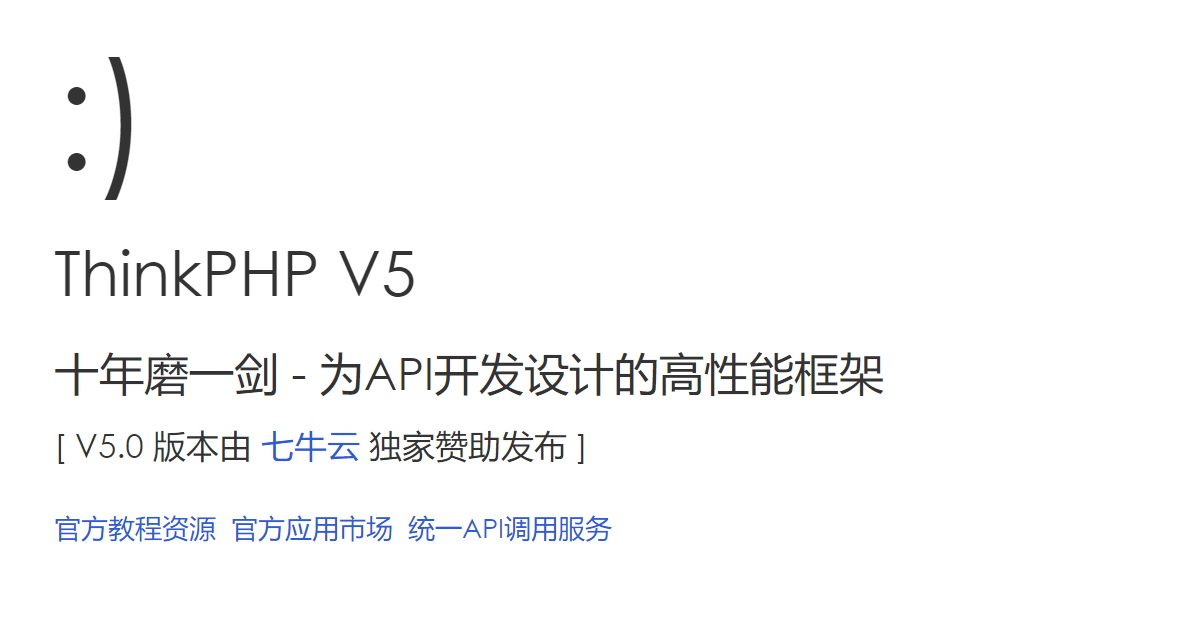 :)
ThinkPHP V5
十年磨一剑 - 为API开发设计的高性能框架
[ V5.0 版本由 七牛云 独家赞助发布 ]
官方教程资源 官方应用市场 统一API调用服务